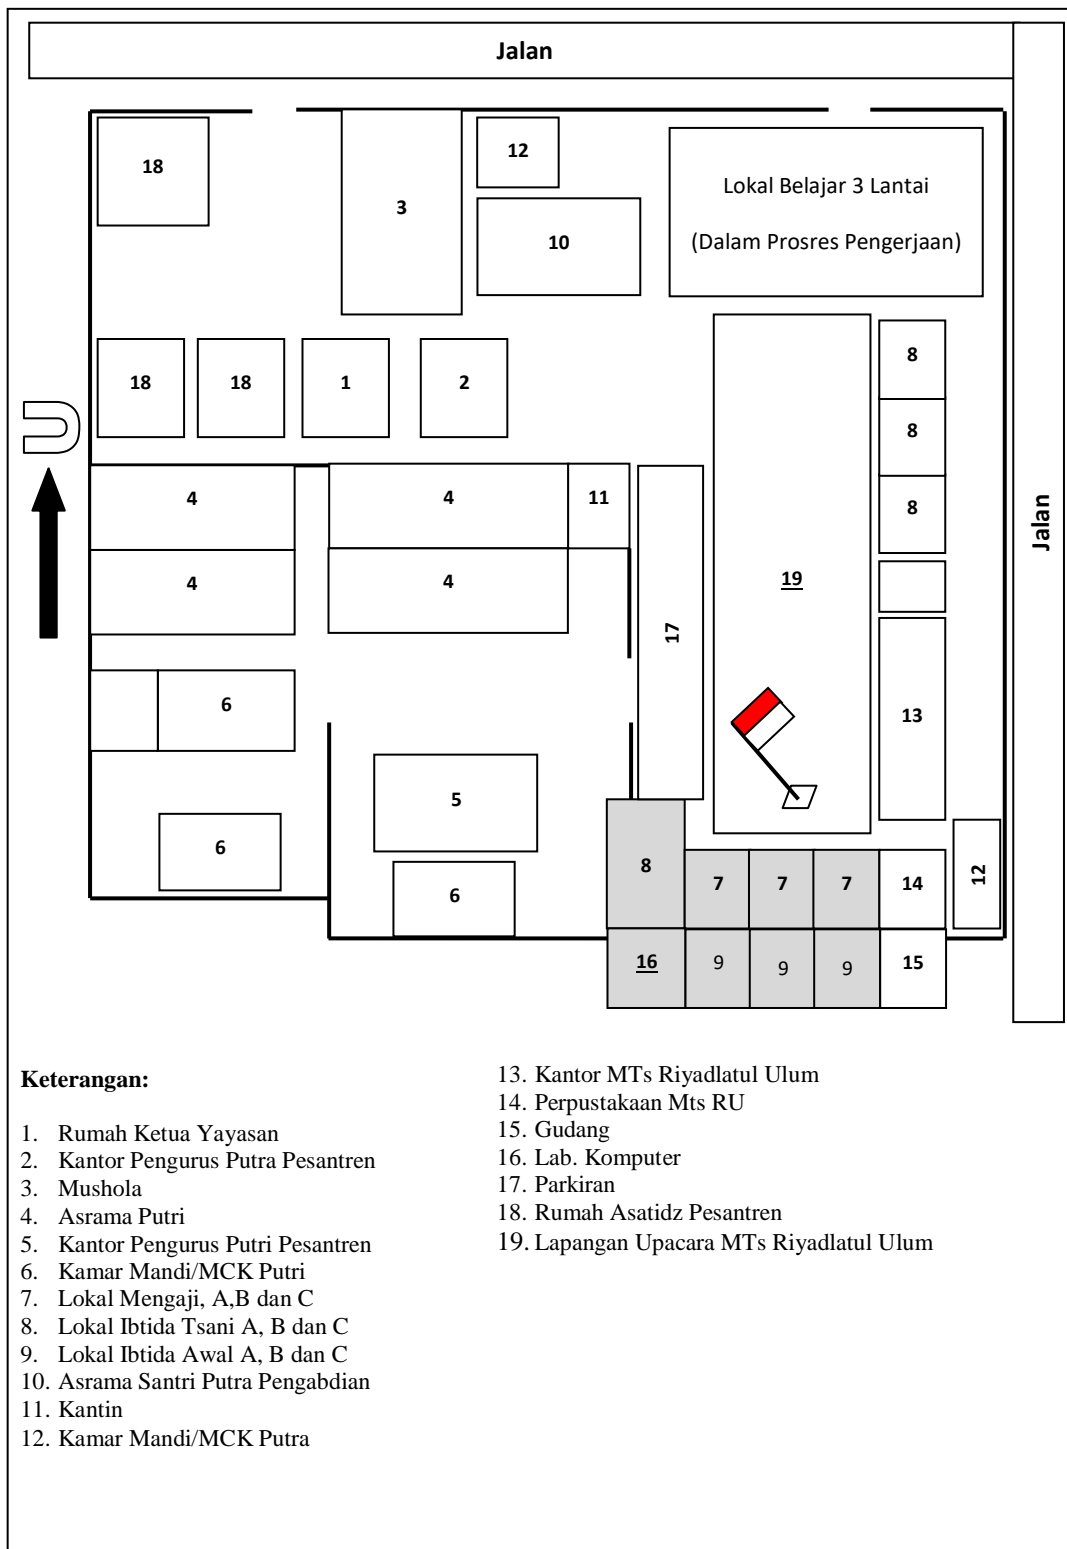 Jalan
18
3
12
10
Lokal Belajar 3 Lantai
(Dalam Prosres Pengerjaan)
18
18
1
2
8
8
8
U
4
4
11
4
4
17
19
Jalan
6
13
5
6
6
8
7
7
7
14
12
16
9
9
9
15
Keterangan:
1. Rumah Ketua Yayasan
2. Kantor Pengurus Putra Pesantren
3. Mushola
4. Asrama Putri
5. Kantor Pengurus Putri Pesantren
6. Kamar Mandi/MCK Putri
7. Lokal Mengaji, A,B dan C
8. Lokal Ibtida Tsani A, B dan C
9. Lokal Ibtida Awal A, B dan C
10. Asrama Santri Putra Pengabdian
11. Kantin
12. Kamar Mandi/MCK Putra
13. Kantor MTs Riyadlatul Ulum
14. Perpustakaan Mts RU
15. Gudang
16. Lab. Komputer
17. Parkiran
18. Rumah Asatidz Pesantren
19. Lapangan Upacara MTs Riyadlatul Ulum